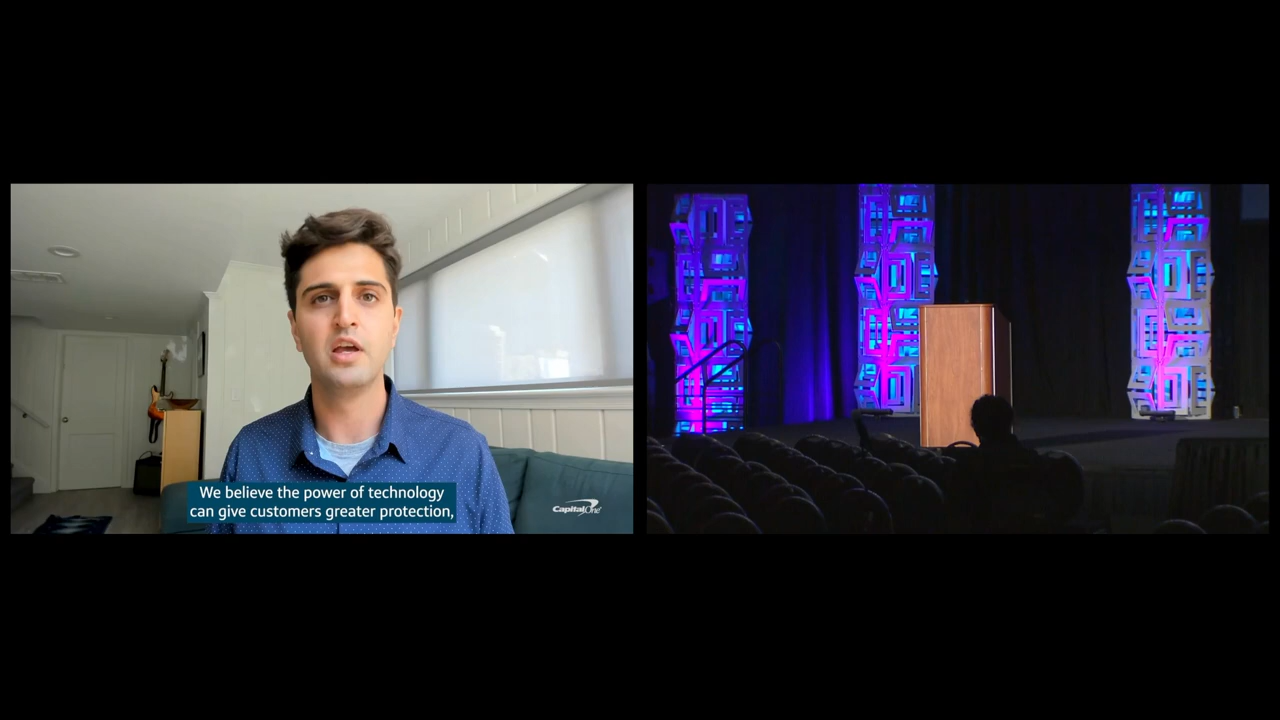 We believe the power of technology
can give customers greater protection,
Capital One